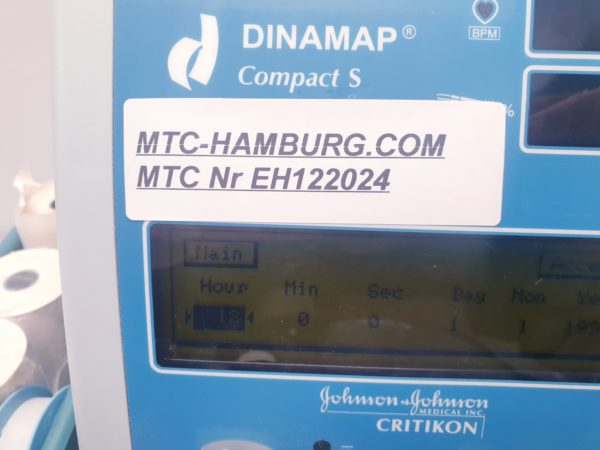 DINAMAP®
Compact S
BPM
%
MTC-HAMBURG.COM
MTC Nr EH122024
Main
Hour Min Sec Day Mon
0 0 1 1
Johnson & Johnson
MEDICAL INC.
CRITIKON